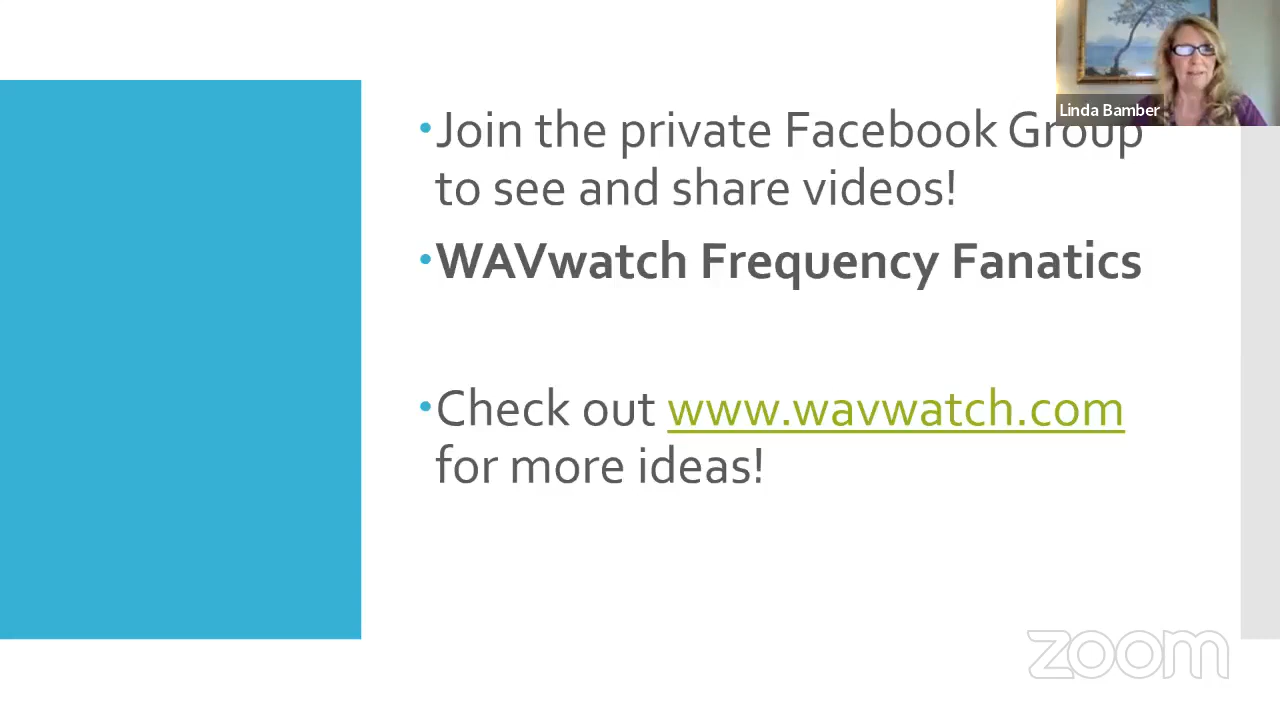 Linda Bamber
•Join the private Facebook Group
to see and share videos!
•WAVwatch Frequency Fanatics
•Check out www.wavwatch.com
for more ideas!
zoom